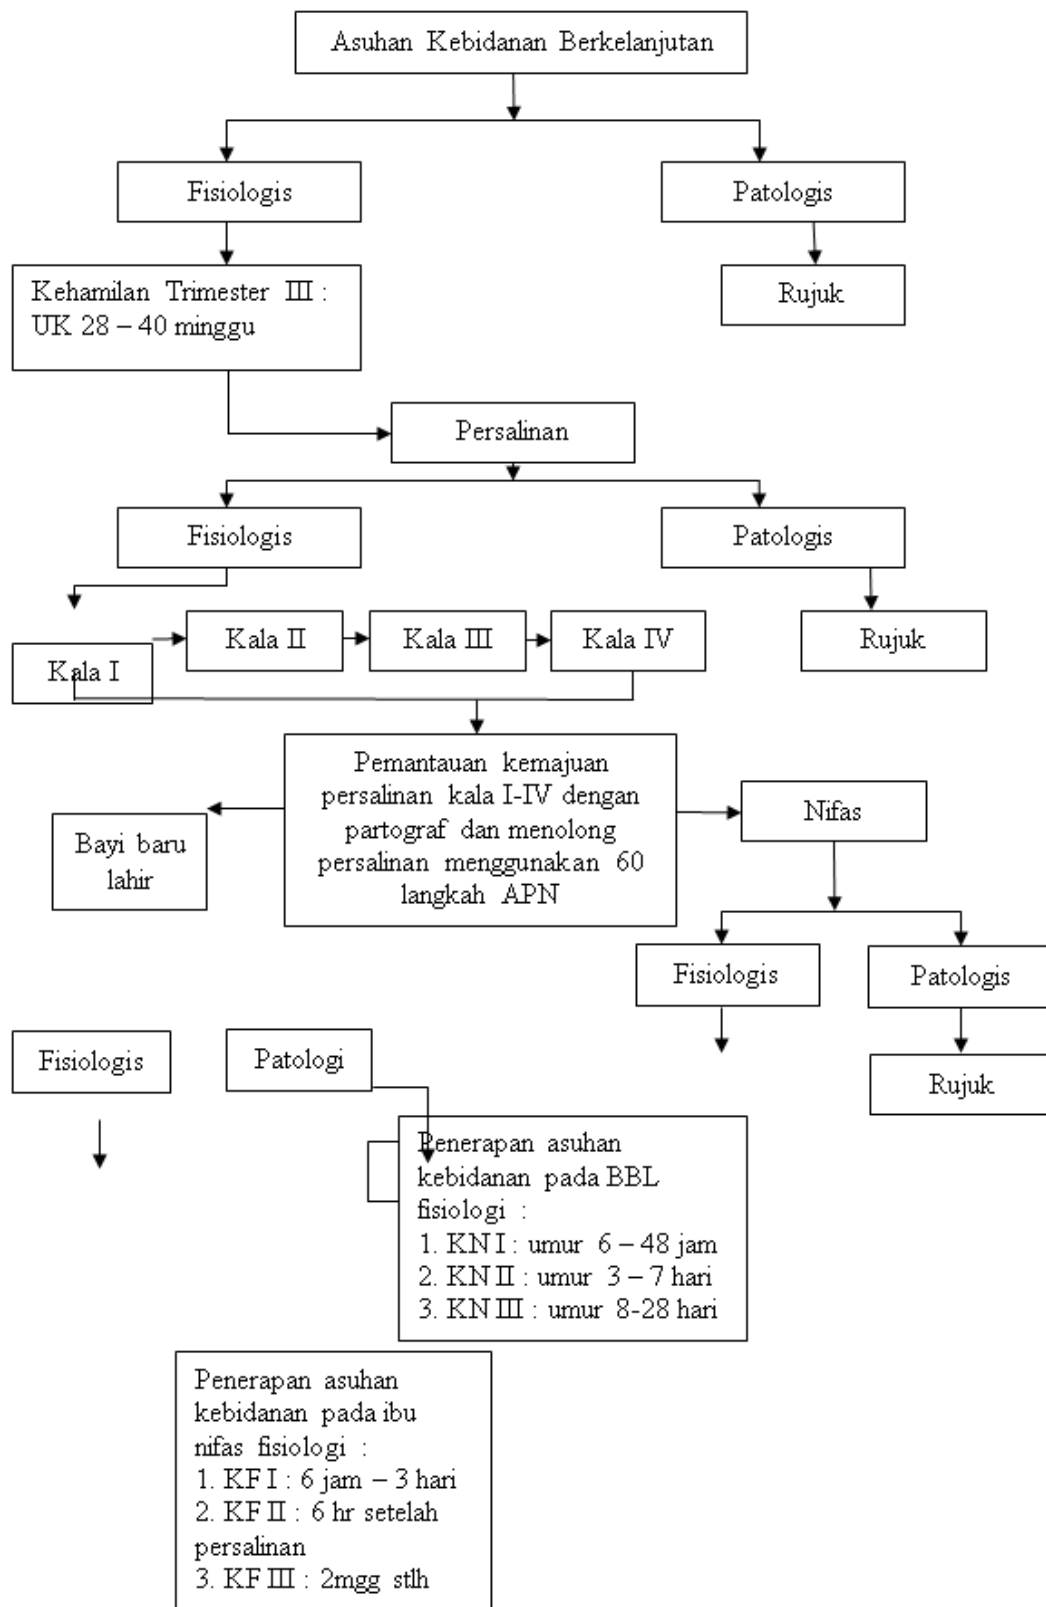 Asuhan Kebidanan Berkelanjutan
Fisiologis
Patologis
Kehamilan Trimester III :
UK 28 – 40 minggu
Rujuk
Persalinan
Fisiologis
Patologis
Kala I
Kala II
Kala III
Kala IV
Rujuk
Pemantauan kemajuan
persalinan kala I-IV dengan
partograf dan menolong
persalinan menggunakan 60
langkah APN
Bayi baru
lahir
Nifas
Fisiologis
Patologis
Fisiologis
Patologi
Rujuk
Penerapan asuhan
kebidanan pada BBL
fisiologi :
1. KN I : umur 6 – 48 jam
2. KN II : umur 3 – 7 hari
3. KN III : umur 8-28 hari
Penerapan asuhan
kebidanan pada ibu
nifas fisiologi :
1. KF I : 6 jam – 3 hari
2. KF II : 6 hr setelah
persalinan
3. KF III : 2mgg stlh